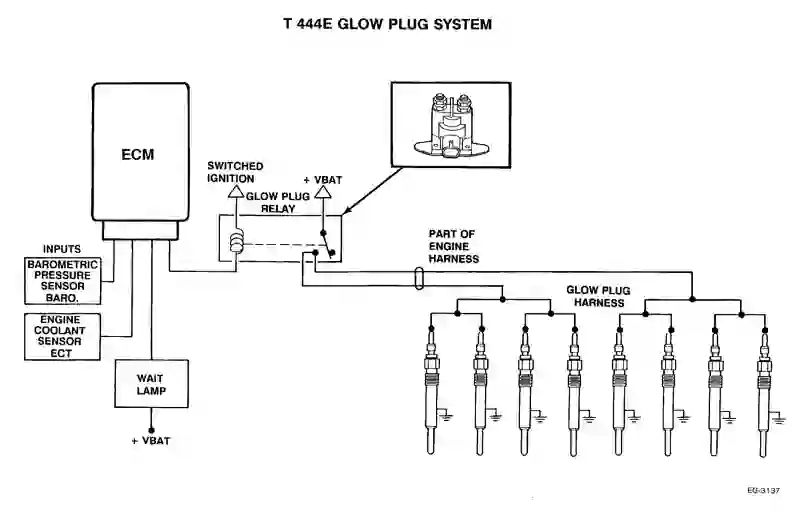 T 444E GLOW PLUG SYSTEM
ECM
SWITCHED
IGNITION
+ VBAT
GLOW PLUG
RELAY
PART OF
ENGINE
HARNESS
INPUTS
BAROMETRIC
PRESSURE
SENSOR
BARO.
GLOW PLUG
HARNESS
ENGINE
COOLANT
SENSOR
ECT
WAIT
LAMP
+ VBAT
EG-3137